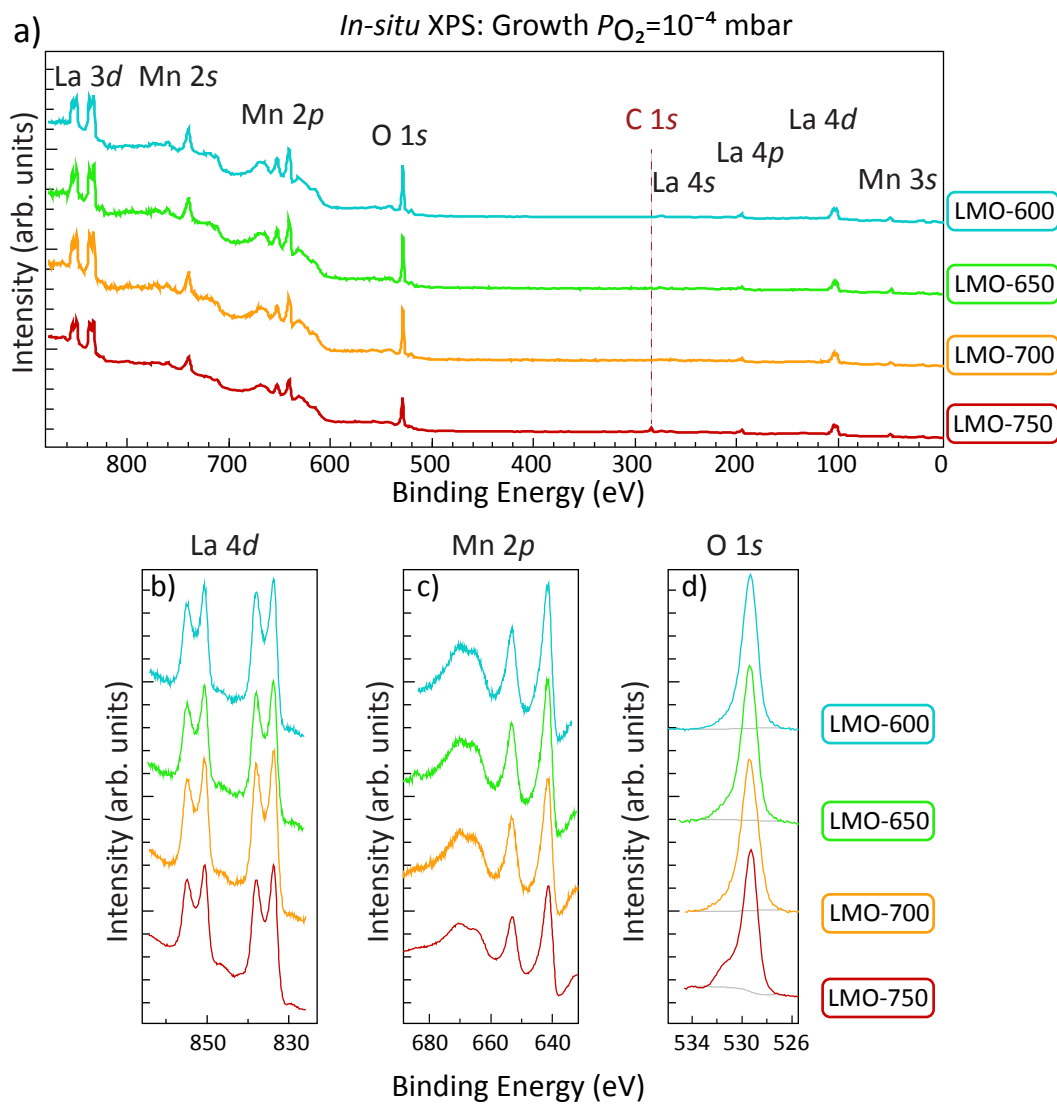 In-situ XPS: Growth PO₂=10⁻⁴ mbar
a)
La 3d
Mn 2s
Mn 2p
O 1s
C 1s
La 4s
La 4p
La 4d
Mn 3s
Intensity (arb. units)
LMO-600
LMO-650
LMO-700
LMO-750
800 700 600 500 400 300 200 100 0
Binding Energy (eV)
La 4d
Mn 2p
O 1s
b)
c)
d)
Intensity (arb. units)
Intensity (arb. units)
Intensity (arb. units)
LMO-600
LMO-650
LMO-700
LMO-750
850 830
680 660 640
534 530 526
Binding Energy (eV)